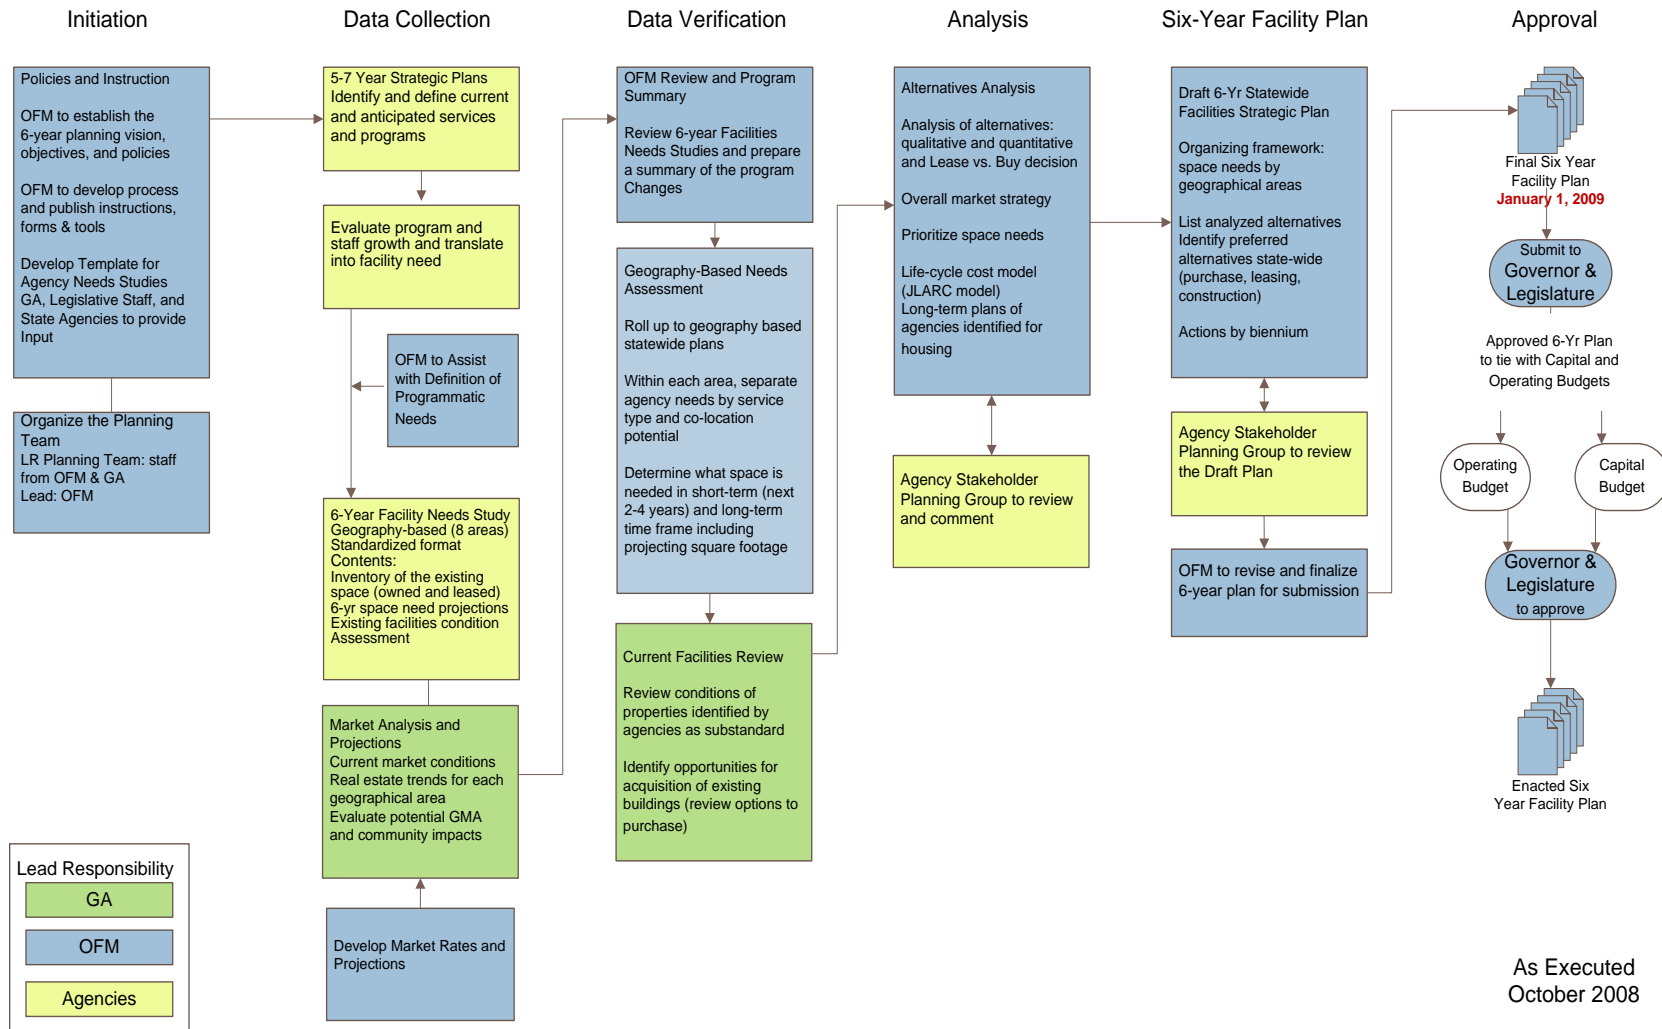 Initiation
Data Collection
Data Verification
Analysis
Six-Year Facility Plan
Approval
Policies and Instruction
OFM to establish the
6-year planning vision,
objectives, and policies
OFM to develop process
and publish instructions,
forms & tools
Develop Template for
Agency Needs Studies
GA, Legislative Staff, and
State Agencies to provide
Input
Organize the Planning
Team
LR Planning Team: staff
from OFM & GA
Lead: OFM
5-7 Year Strategic Plans
Identify and define current
and anticipated services
and programs
Evaluate program and
staff growth and translate
into facility need
OFM to Assist
with Definition of
Programmatic
Needs
6-Year Facility Needs Study
Geography-based (8 areas)
Standardized format
Contents:
Inventory of the existing
space (owned and leased)
6-yr space need projections
Existing facilities condition
Assessment
Market Analysis and
Projections
Current market conditions
Real estate trends for each
geographical area
Evaluate potential GMA
and community impacts
Develop Market Rates and
Projections
OFM Review and Program
Summary
Review 6-year Facilities
Needs Studies and prepare
a summary of the program
Changes
Geography-Based Needs
Assessment
Roll up to geography based
statewide plans
Within each area, separate
agency needs by service
type and co-location
potential
Determine what space is
needed in short-term (next
2-4 years) and long-term
time frame including
projecting square footage
Current Facilities Review
Review conditions of
properties identified by
agencies as substandard
Identify opportunities for
acquisition of existing
buildings (review options to
purchase)
Alternatives Analysis
Analysis of alternatives:
qualitative and quantitative
and Lease vs. Buy decision
Overall market strategy
Prioritize space needs
Life-cycle cost model
(JLARC model)
Long-term plans of
agencies identified for
housing
Agency Stakeholder
Planning Group to review
and comment
Draft 6-Yr Statewide
Facilities Strategic Plan
Organizing framework:
space needs by
geographical areas
List analyzed alternatives
Identify preferred
alternatives state-wide
(purchase, leasing,
construction)
Actions by biennium
Agency Stakeholder
Planning Group to review
the Draft Plan
OFM to revise and finalize
6-year plan for submission
Final Six Year
Facility Plan
January 1, 2009
Submit to
Governor &
Legislature
Approved 6-Yr Plan
to tie with Capital and
Operating Budgets
Operating
Budget
Capital
Budget
Governor &
Legislature
to approve
Enacted Six
Year Facility Plan
Lead Responsibility
GA
OFM
Agencies
As Executed
October 2008